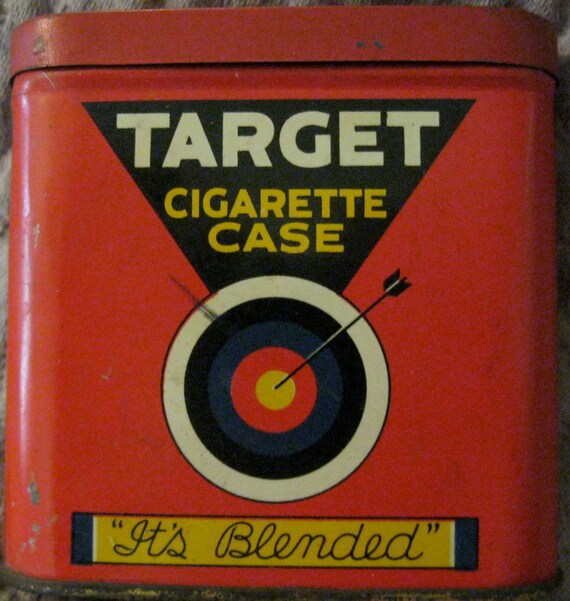 TARGET
CIGARETTE
CASE
"It's Blended"